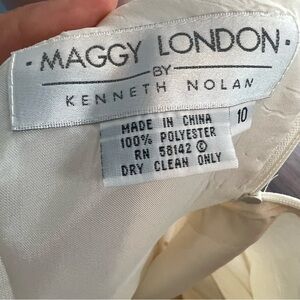 · MAGGY LONDON ·
BY
KENNETH NOLAN
10
MADE IN CHINA
100% POLYESTER
RN 58142 ©
DRY CLEAN ONLY